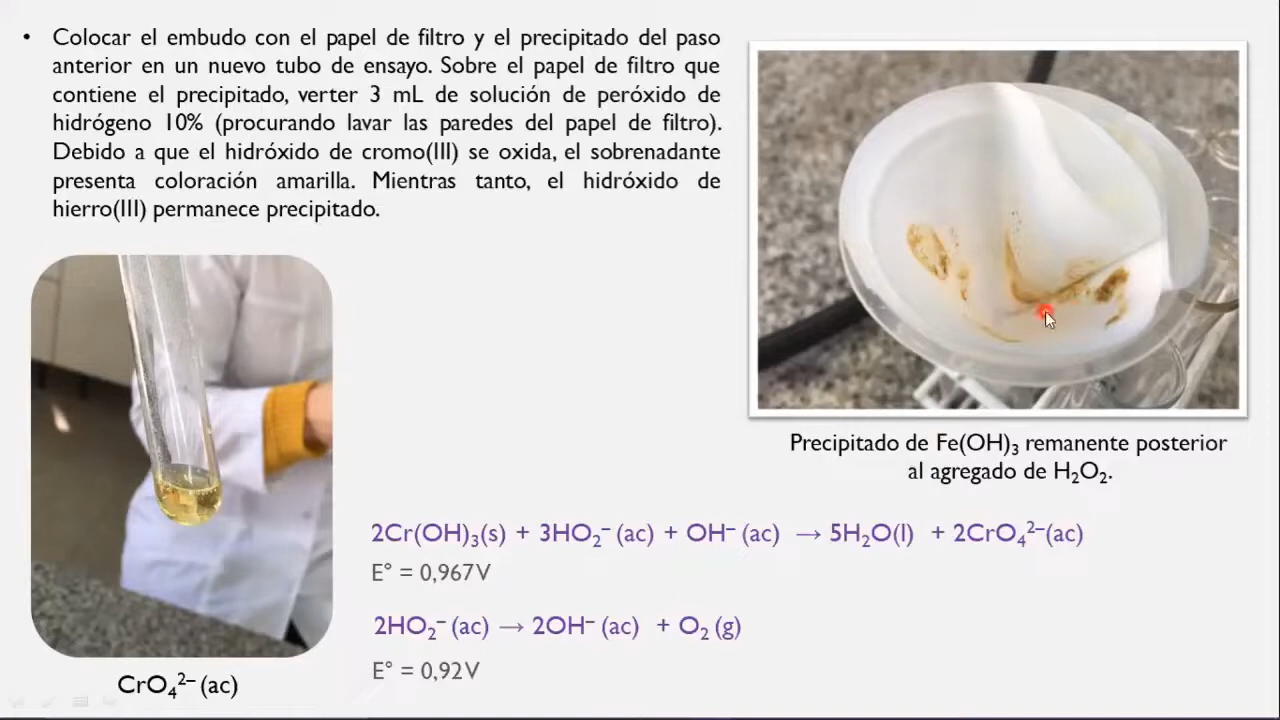 • Colocar el embudo con el papel de filtro y el precipitado del paso
anterior en un nuevo tubo de ensayo. Sobre el papel de filtro que
contiene el precipitado, verter 3 mL de solución de peróxido de
hidrógeno 10% (procurando lavar las paredes del papel de filtro).
Debido a que el hidróxido de cromo(III) se oxida, el sobrenadante
presenta coloración amarilla. Mientras tanto, el hidróxido de
hierro(III) permanece precipitado.
Precipitado de Fe(OH)₃ remanente posterior
al agregado de H₂O₂.
2Cr(OH)₃(s) + 3HO₂⁻ (ac) + OH⁻ (ac) → 5H₂O(l) + 2CrO₄²⁻(ac)
E° = 0,967V
2HO₂⁻ (ac) → 2OH⁻ (ac) + O₂ (g)
E° = 0,92V
CrO₄²⁻ (ac)